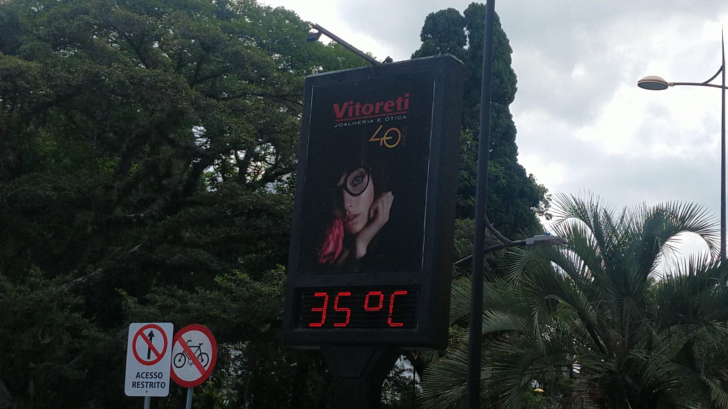 Vitoreti
JOALHERIA E ÓTICA
40
35ºC
ACESSO
RESTRITO